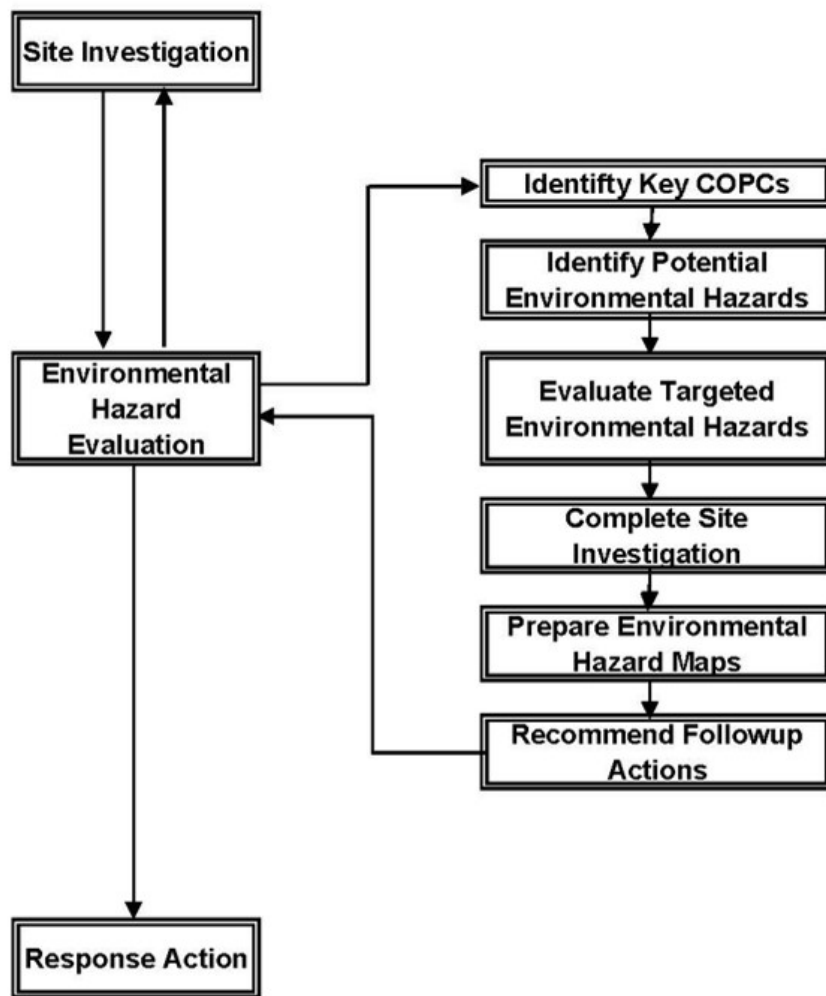 Site Investigation
Identifty Key COPCs
Identify Potential
Environmental Hazards
Environmental
Hazard
Evaluation
Evaluate Targeted
Environmental Hazards
Complete Site
Investigation
Prepare Environmental
Hazard Maps
Recommend Followup
Actions
Response Action